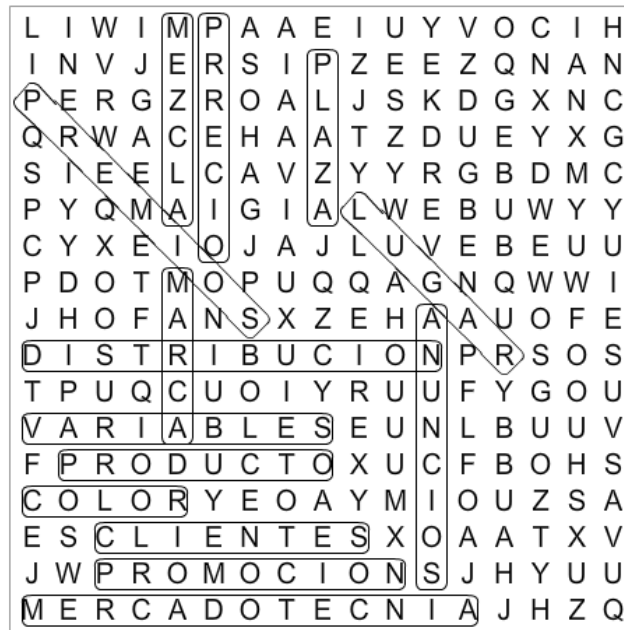 L I W I M P A A E I U Y V O C I H
I N V J E R S I P Z E E Z Q N A N
P E R G Z R O A L J S K D G X N C
Q R W A C E H A A T Z D U E Y X G
S I E E L C A V Z Y Y R G B D M C
P Y Q M A I G I A L W E B U W Y Y
C Y X E I O J A J L U V E B E U U
P D O T M O P U Q Q A G N Q W W I
J H O F A N S X Z E H A A U O F E
D I S T R I B U C I O N P R S O S
T P U Q C U O I Y R U U F Y G O U
V A R I A B L E S E U N L B U U V
F P R O D U C T O X U C F B O H S
C O L O R Y E O A Y M I O U Z S A
E S C L I E N T E S X O A A T X V
J W P R O M O C I O N S J H Y U U
M E R C A D O T E C N I A J H Z Q